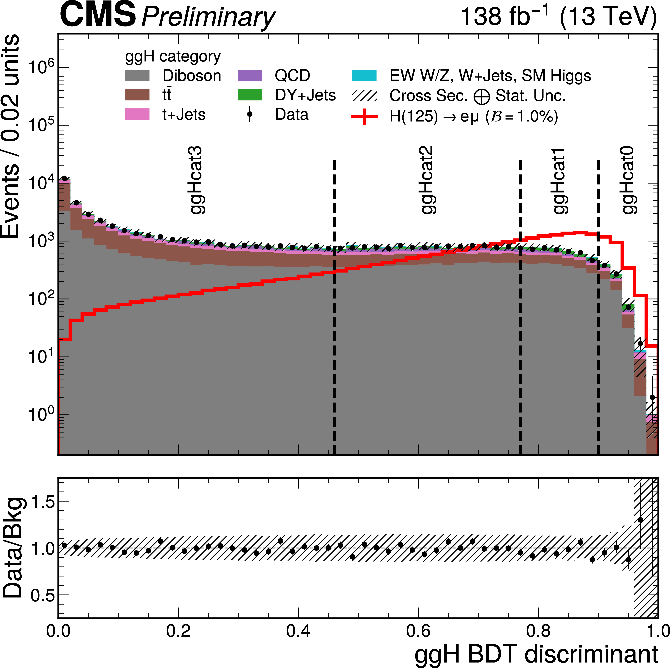 CMS Preliminary 138 fb⁻¹ (13 TeV)
ggH category
Diboson QCD EW W/Z, W+Jets, SM Higgs
tt̄ DY+Jets Cross Sec. ⊕ Stat. Unc.
t+Jets Data H(125) → eμ (ℬ = 1.0%)
ggHcat3 ggHcat2 ggHcat1 ggHcat0
Events / 0.02 units
10⁶
10⁵
10⁴
10³
10²
10¹
10⁰
Data/Bkg
1.5
1.0
0.5
0.0 0.2 0.4 0.6 0.8 1.0
ggH BDT discriminant